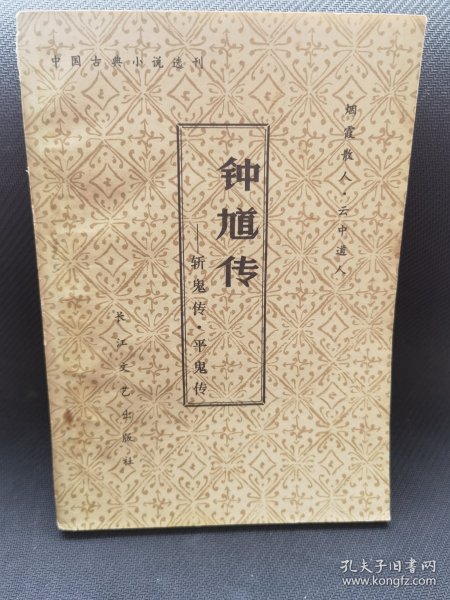 中国古典小说选刊
烟霞散人·云中道人
钟馗传
——斩鬼传·平鬼传
长江文艺出版社
孔夫子旧书网
www.kongfz.com